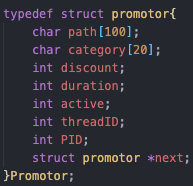 typedef struct promotor{
    char path[100];
    char category[20];
    int discount;
    int duration;
    int active;
    int threadID;
    int PID;
    struct promotor *next;
}Promotor;